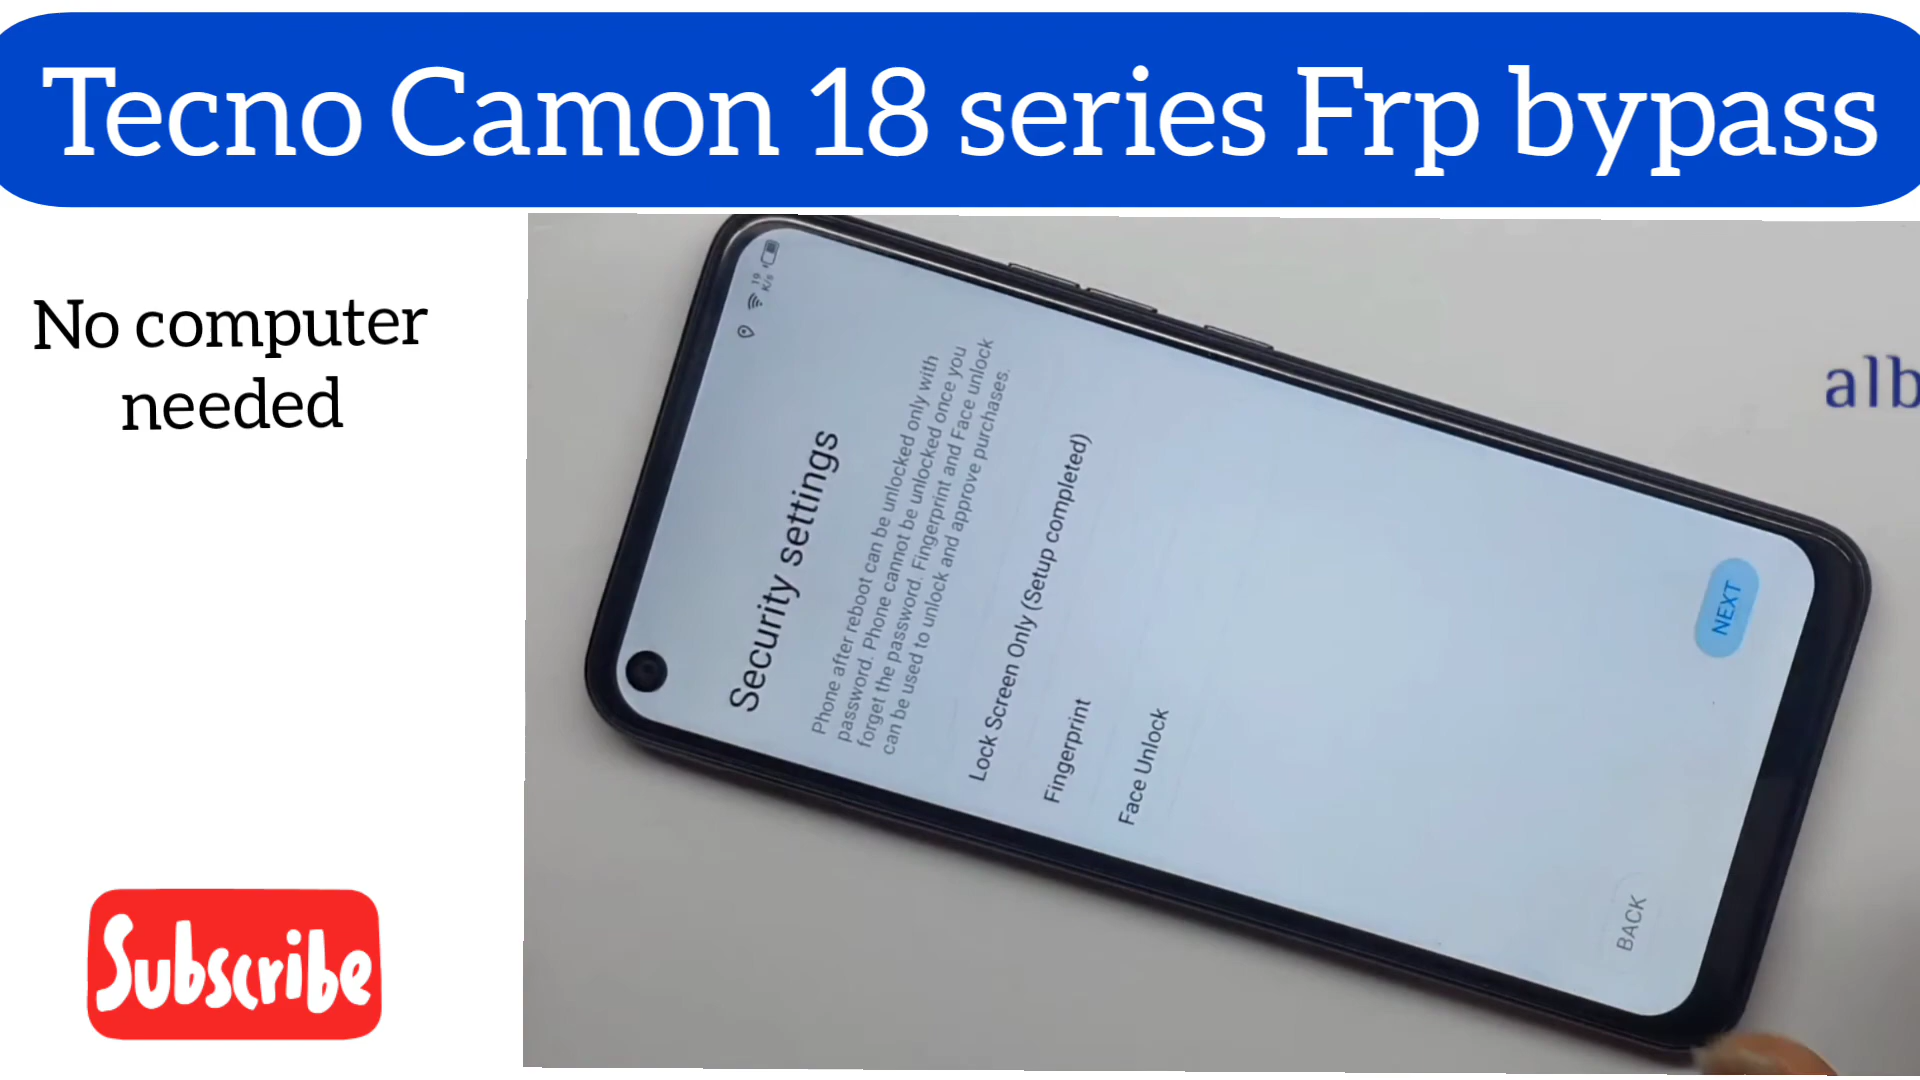 Tecno Camon 18 series Frp bypass
No computer
needed
Subscribe
19
K/s
Security settings
Phone after reboot can be unlocked only with
password. Phone cannot be unlocked once you
forget the password. Fingerprint and Face unlock
can be used to unlock and approve purchases.
Lock Screen Only (Setup completed)
Fingerprint
Face Unlock
BACK
NEXT
alb